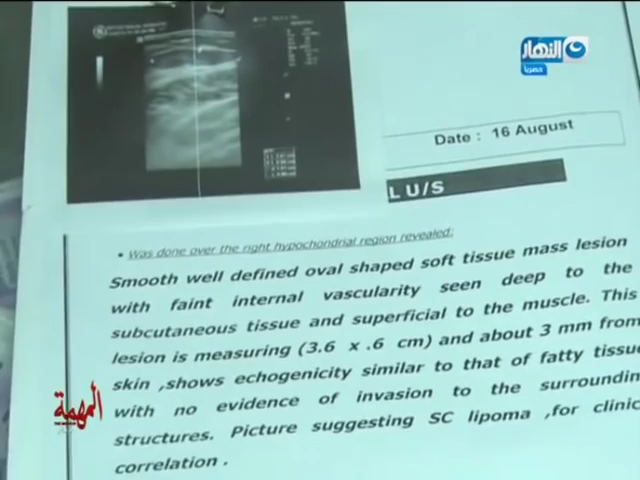 النهار
حصرياً
Date : 16 August
L U/S
• Was done over the right hypochondrial region revealed:
Smooth well defined oval shaped soft tissue mass lesion
with faint internal vascularity seen deep to the
subcutaneous tissue and superficial to the muscle. This
lesion is measuring (3.6 x .6 cm) and about 3 mm from
skin ,shows echogenicity similar to that of fatty tissue
with no evidence of invasion to the surroundin
structures. Picture suggesting SC lipoma ,for clinic
correlation .
المهمة